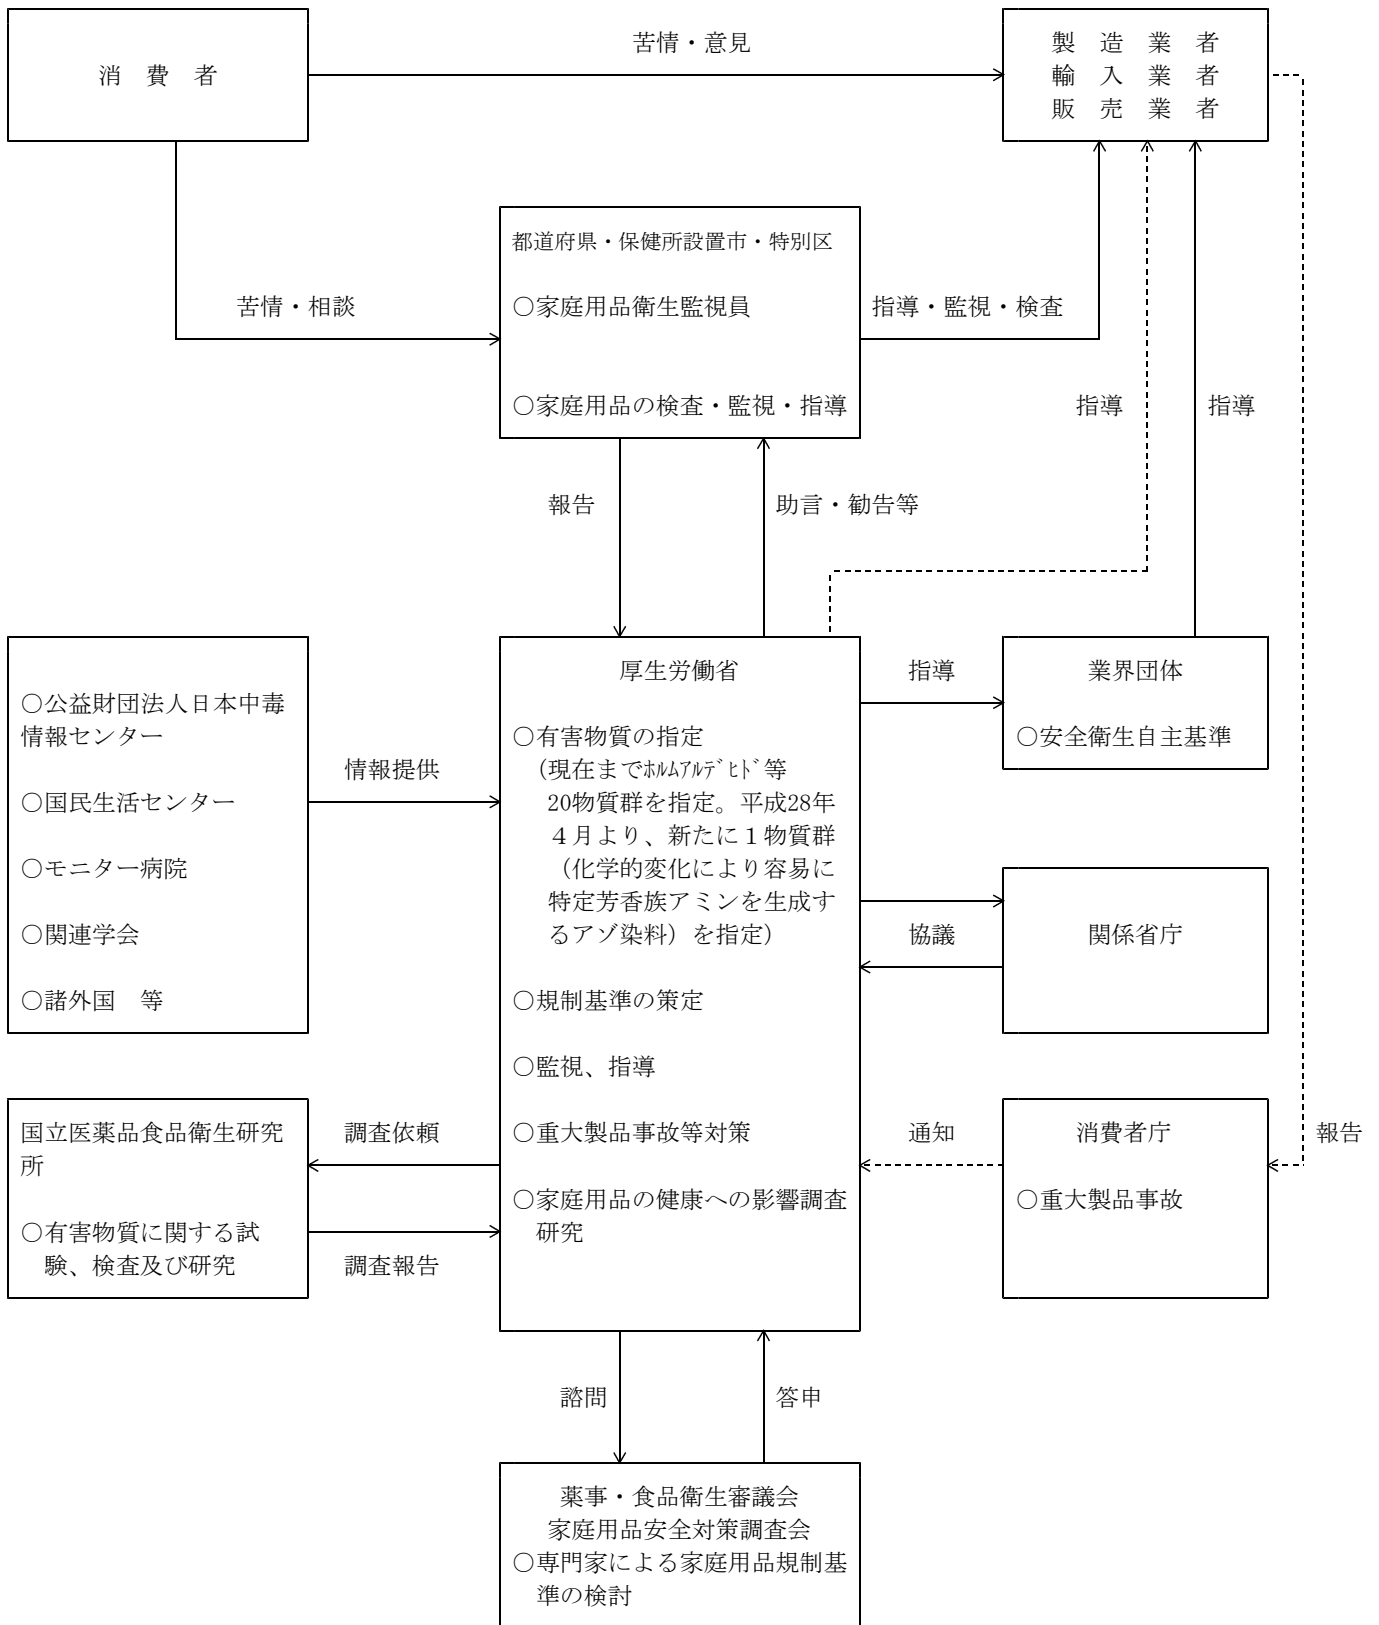 苦情・意見
消　費　者
製　造　業　者
輸　入　業　者
販　売　業　者
都道府県・保健所設置市・特別区
○家庭用品衛生監視員
○家庭用品の検査・監視・指導
苦情・相談
指導・監視・検査
指導
指導
報告
助言・勧告等
○公益財団法人日本中毒
情報センター
○国民生活センター
○モニター病院
○関連学会
○諸外国　等
情報提供
厚生労働省
○有害物質の指定
（現在までﾎﾙﾑｱﾙﾃﾞﾋﾄﾞ等
20物質群を指定。平成28年
４月より、新たに１物質群
（化学的変化により容易に
特定芳香族アミンを生成す
るアゾ染料）を指定）
○規制基準の策定
○監視、指導
○重大製品事故等対策
○家庭用品の健康への影響調査
研究
指導
業界団体
○安全衛生自主基準
協議
関係省庁
国立医薬品食品衛生研究
所
○有害物質に関する試
験、検査及び研究
調査依頼
調査報告
通知
消費者庁
○重大製品事故
報告
諮問
答申
薬事・食品衛生審議会
家庭用品安全対策調査会
○専門家による家庭用品規制基
準の検討